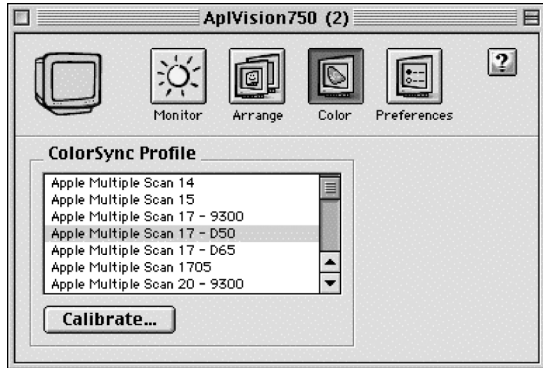 AplVision750 (2)
Monitor
Arrange
Color
Preferences
?
ColorSync Profile
Apple Multiple Scan 14
Apple Multiple Scan 15
Apple Multiple Scan 17 - 9300
Apple Multiple Scan 17 - D50
Apple Multiple Scan 17 - D65
Apple Multiple Scan 1705
Apple Multiple Scan 20 - 9300
Calibrate...